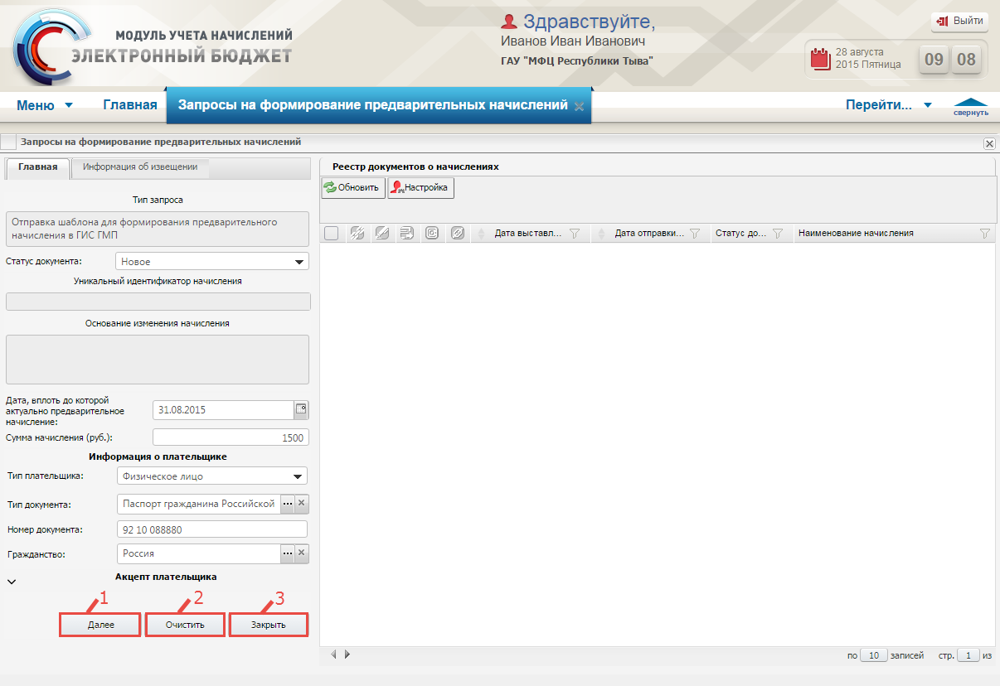 МОДУЛЬ УЧЕТА НАЧИСЛЕНИЙ
ЭЛЕКТРОННЫЙ БЮДЖЕТ
Здравствуйте,
Иванов Иван Иванович
ГАУ "МФЦ Республики Тыва"
Выйти
28 августа
2015 Пятница
09 08
Меню
Главная
Запросы на формирование предварительных начислений
Перейти...
свернуть
Запросы на формирование предварительных начислений
Главная
Информация об извещении
Тип запроса
Отправка шаблона для формирования предварительного
начисления в ГИС ГМП
Статус документа:
Новое
Уникальный идентификатор начисления
Основание изменения начисления
Дата, вплоть до которой
актуально предварительное
начисление:
31.08.2015
Сумма начисления (руб.):
1500
Информация о плательщике
Тип плательщика:
Физическое лицо
Тип документа:
Паспорт гражданина Российской
Номер документа:
92 10 088880
Гражданство:
Россия
Акцепт плательщика
1
2
3
Далее
Очистить
Закрыть
Реестр документов о начислениях
Обновить
Настройка
Дата выставл...
Дата отправки...
Статус до...
Наименование начисления
по 10 записей
стр. 1 из